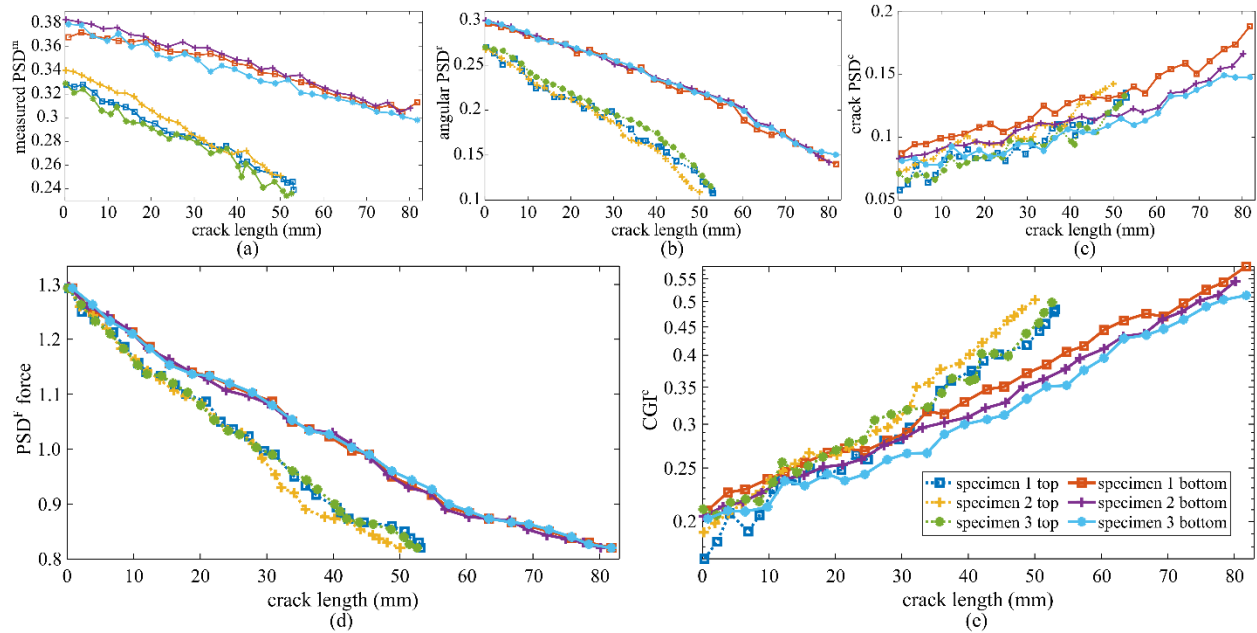 0.38
0.36
0.34
0.32
0.3
0.28
0.26
0.24
measured PSDᵐ
0 10 20 30 40 50 60 70 80
crack length (mm)
(a)
0.3
0.25
0.2
0.15
0.1
angular PSDʳ
0 10 20 30 40 50 60 70 80
crack length (mm)
(b)
0.2
0.15
0.1
0.05
crack PSDᶜ
0 10 20 30 40 50 60 70 80
crack length (mm)
(c)
1.3
1.2
1.1
1.0
0.9
0.8
PSDᶠ force
0 10 20 30 40 50 60 70 80
crack length (mm)
(d)
0.55
0.5
0.45
0.4
0.35
0.3
0.25
0.2
CGIᶜ
specimen 1 top specimen 1 bottom
specimen 2 top specimen 2 bottom
specimen 3 top specimen 3 bottom
0 10 20 30 40 50 60 70 80
crack length (mm)
(e)